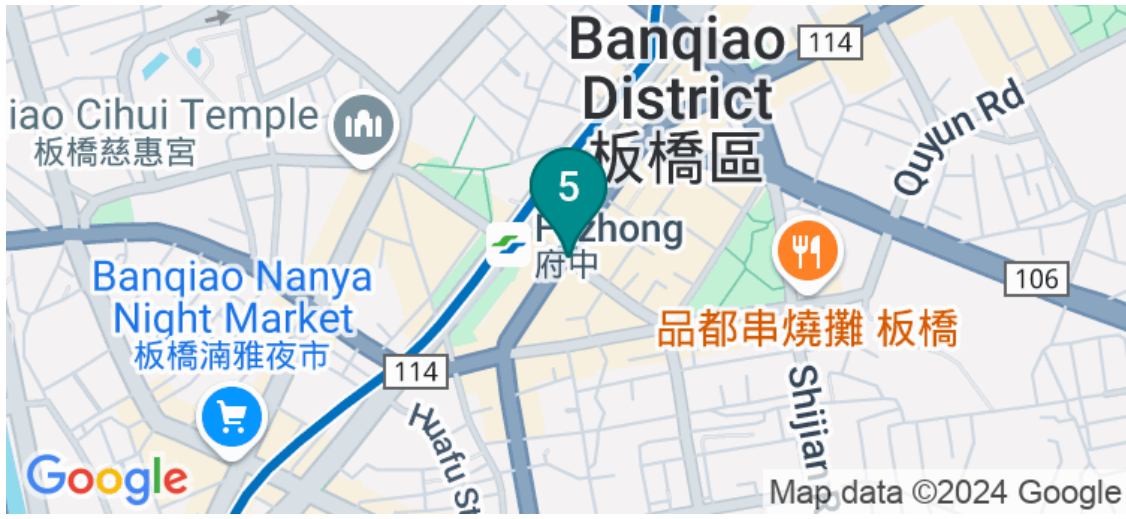 Banqiao
District
板橋區
114
Quyun Rd
iao Cihui Temple
板橋慈惠宮
5
府中
106
Banqiao Nanya
Night Market
板橋湳雅夜市
品都串燒攤 板橋
114
Huafu St
Shijian
Google
Map data ©2024 Google